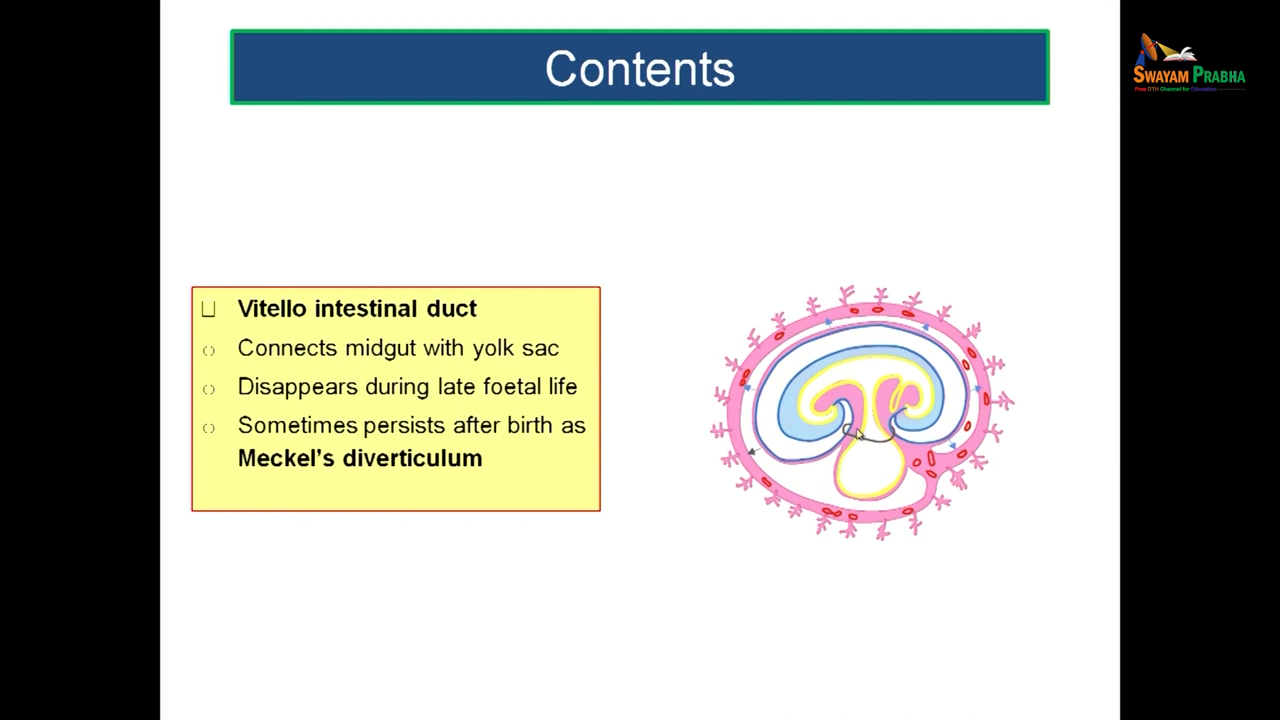 Contents
SWAYAM PRABHA
Free DTH Channel for Education
Vitello intestinal duct
Connects midgut with yolk sac
Disappears during late foetal life
Sometimes persists after birth as
Meckel’s diverticulum